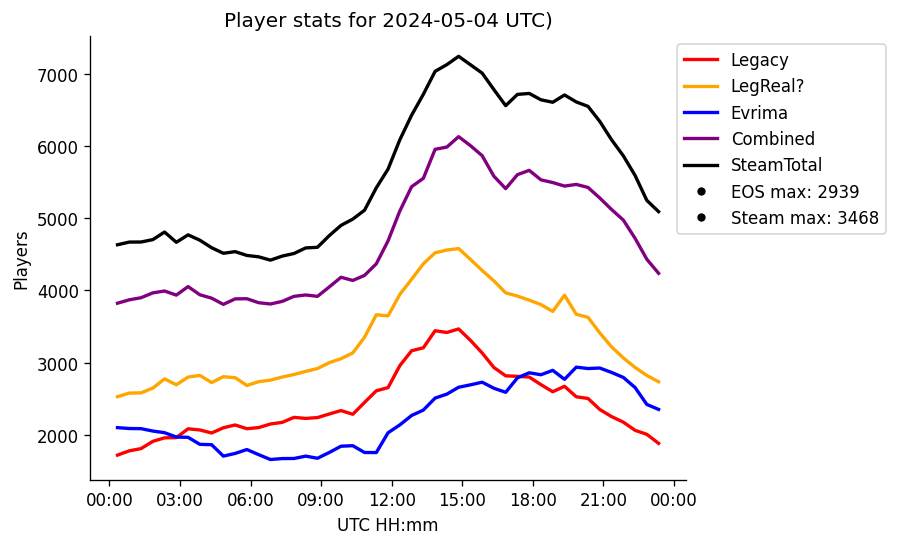 Player stats for 2024-05-04 UTC)
Players
7000
6000
5000
4000
3000
2000
00:00 03:00 06:00 09:00 12:00 15:00 18:00 21:00 00:00
UTC HH:mm
Legacy
LegReal?
Evrima
Combined
SteamTotal
EOS max: 2939
Steam max: 3468